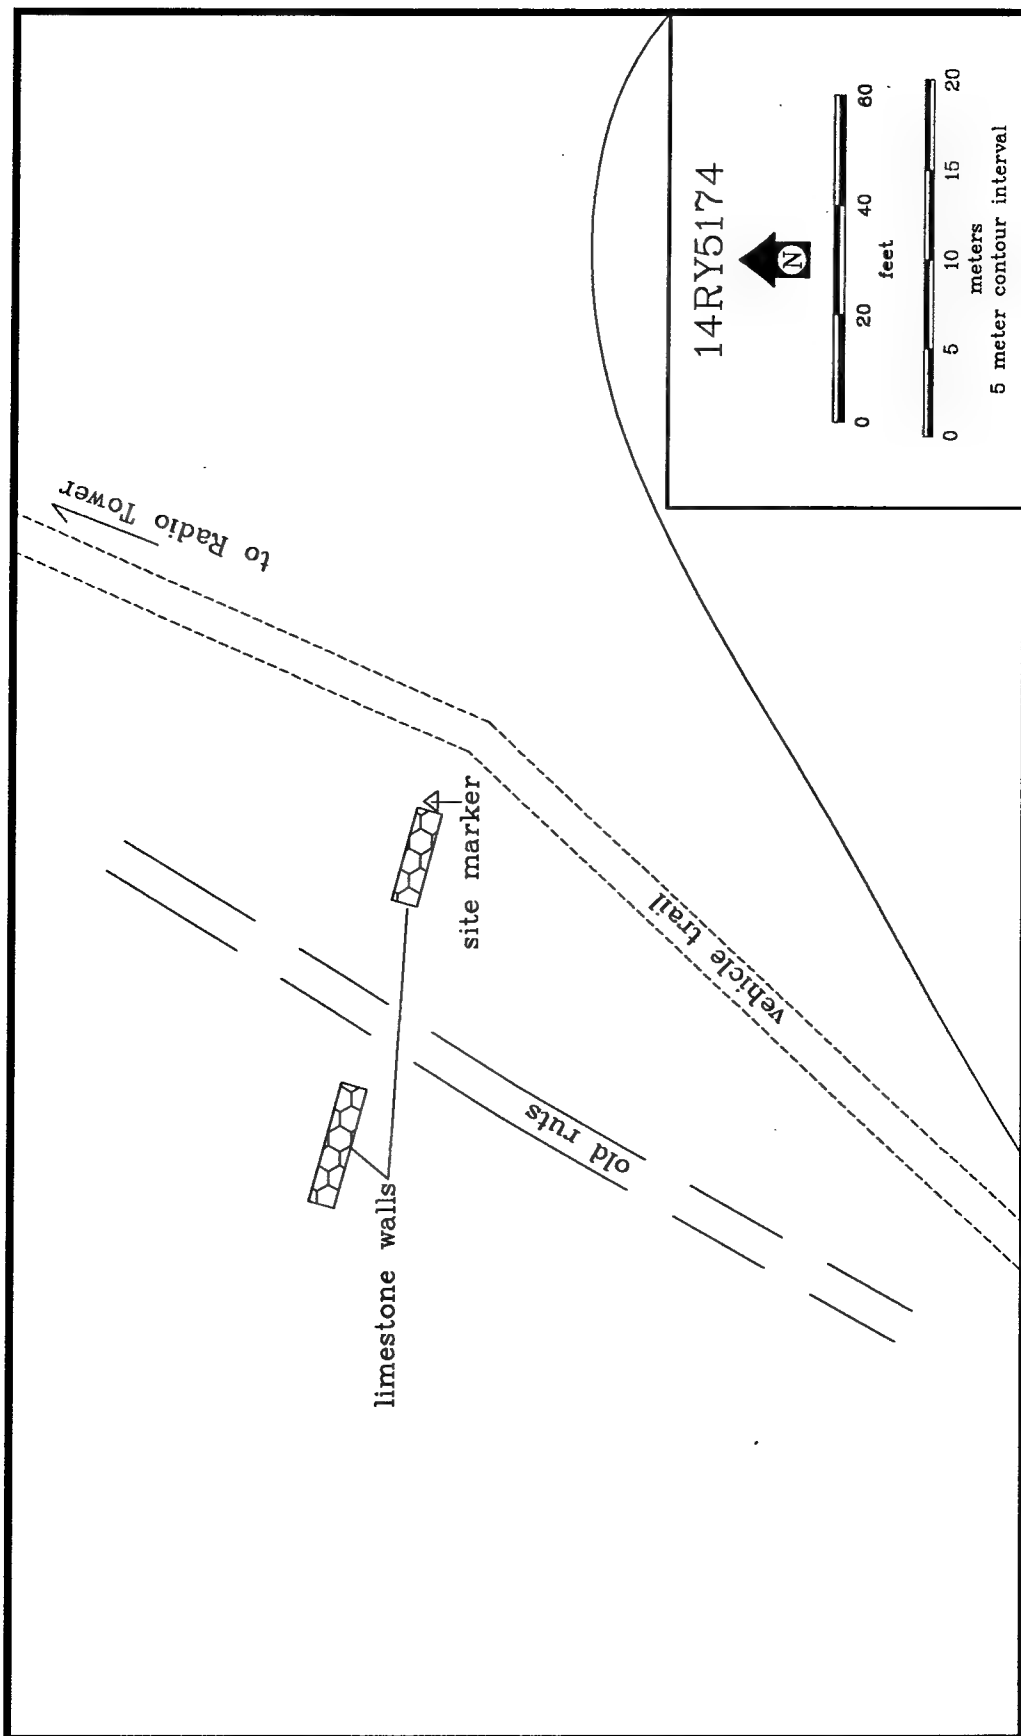 to Radio Tower
limestone walls
site marker
old ruts
vehicle trail
14RY5174
N
0 20 40 60
feet
0 5 10 15 20
meters
5 meter contour interval